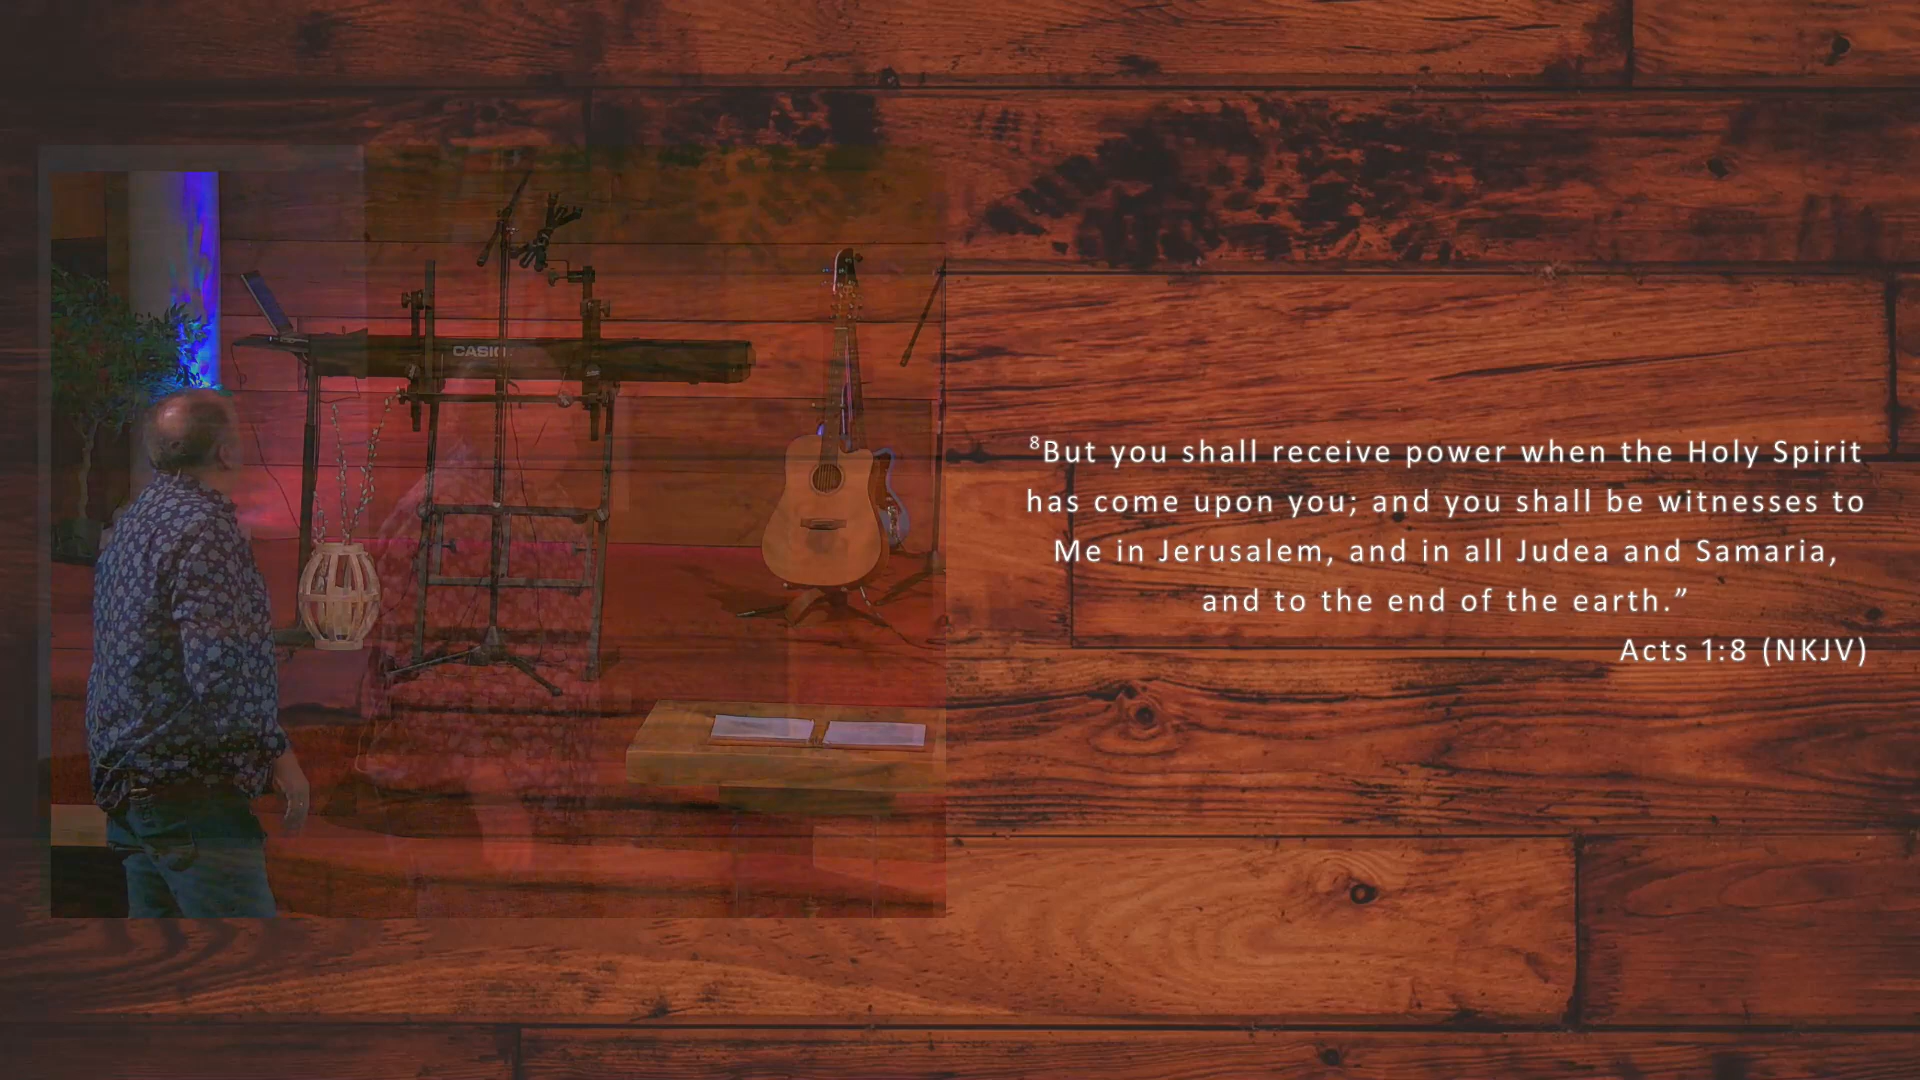 CASIO
⁸But you shall receive power when the Holy Spirit
has come upon you; and you shall be witnesses to
Me in Jerusalem, and in all Judea and Samaria,
and to the end of the earth.”
Acts 1:8 (NKJV)